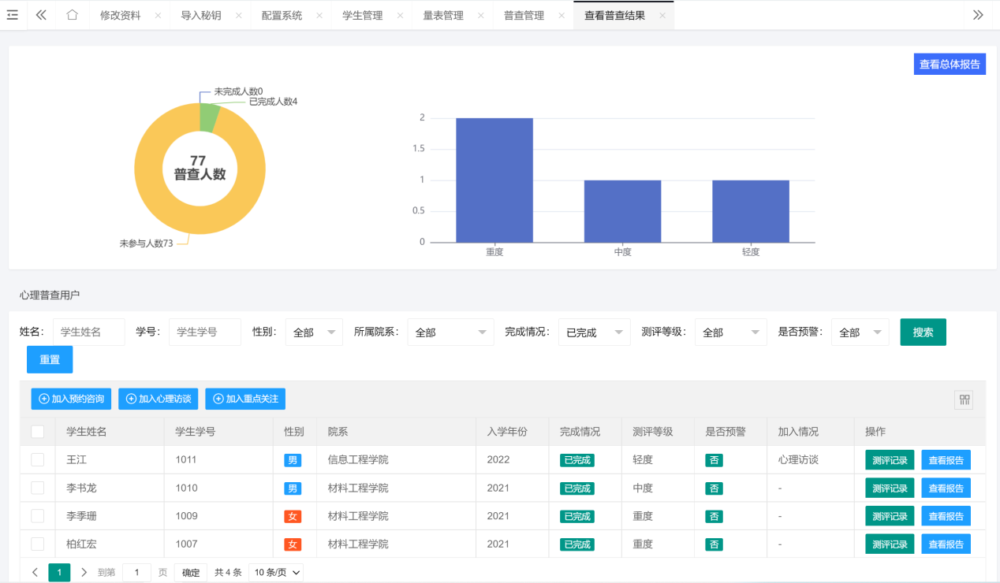 修改资料 导入秘钥 配置系统 学生管理 量表管理 普查管理 查看普查结果
查看总体报告
未完成人数0
已完成人数4
77
普查人数
未参与人数73
2
1.5
1
0.5
0
重度 中度 轻度
心理普查用户
姓名: 学生姓名 学号: 学生学号 性别: 全部 所属院系: 全部 完成情况: 已完成 测评等级: 全部 是否预警: 全部 搜索
重置
加入预约咨询 加入心理访谈 加入重点关注
学生姓名 学生学号 性别 院系 入学年份 完成情况 测评等级 是否预警 加入情况 操作
王江 1011 男 信息工程学院 2022 已完成 轻度 否 心理访谈 测评记录 查看报告
李书龙 1010 男 材料工程学院 2021 已完成 中度 否 - 测评记录 查看报告
李季珊 1009 女 材料工程学院 2021 已完成 重度 否 - 测评记录 查看报告
柏红宏 1007 女 材料工程学院 2021 已完成 重度 否 - 测评记录 查看报告
1 到第 1 页 确定 共 4 条 10 条/页